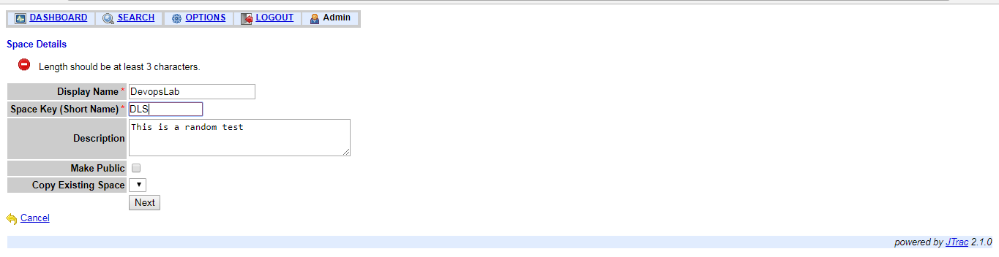 DASHBOARD SEARCH OPTIONS LOGOUT Admin
Space Details
Length should be at least 3 characters.
Display Name * DevopsLab
Space Key (Short Name) * DLS
Description This is a random test
Make Public
Copy Existing Space
Next
Cancel
powered by JTrac 2.1.0